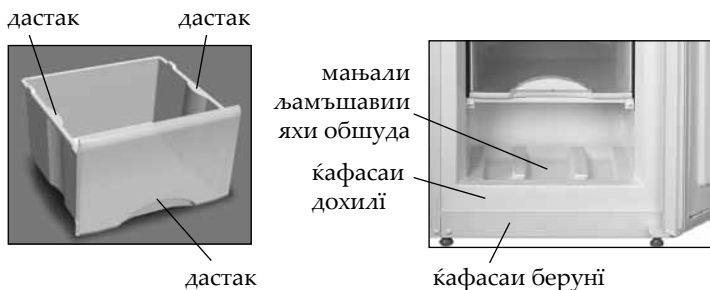 дастак
дастак
дастак
мањали
љамъшавии
яхи обшуда
ќафасаи
дохилї
ќафасаи берунї